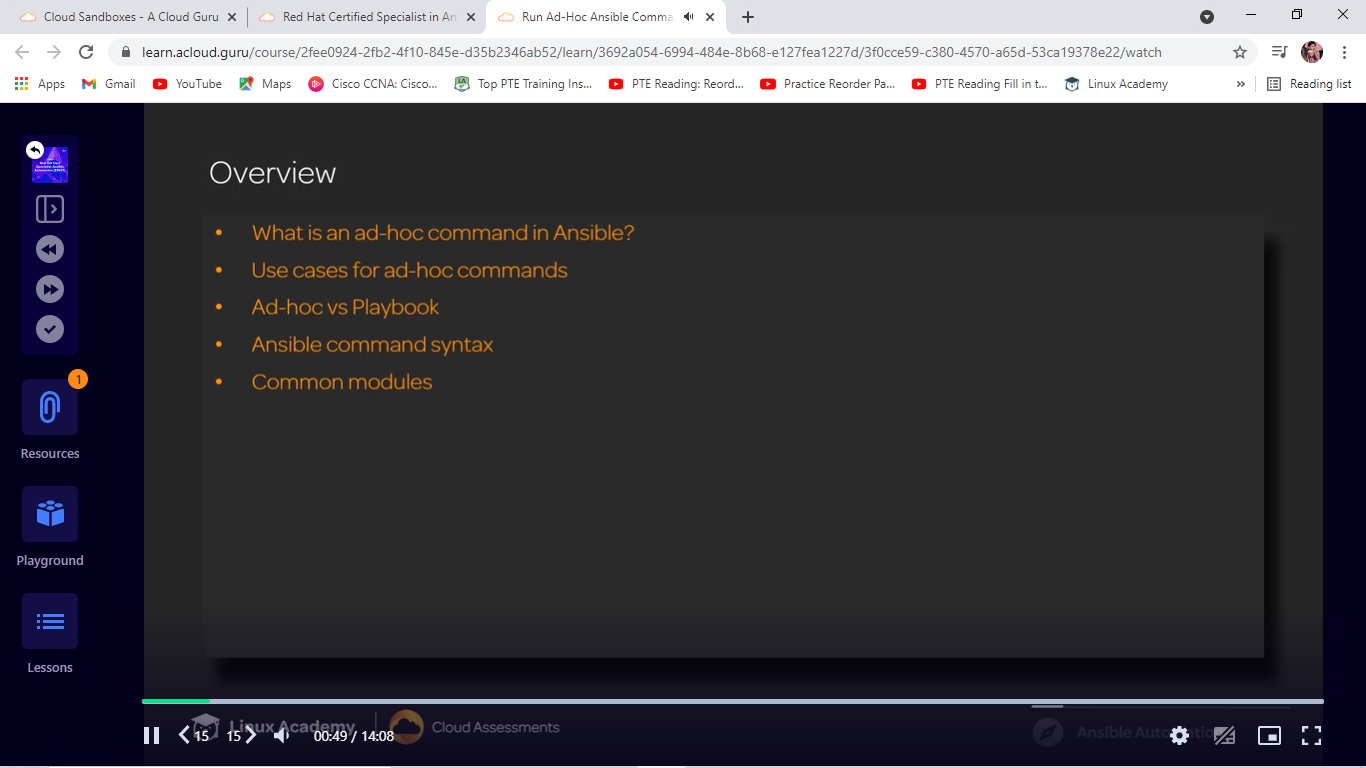 Cloud Sandboxes - A Cloud Guru
Red Hat Certified Specialist in An
Run Ad-Hoc Ansible Comma
learn.acloud.guru/course/2fee0924-2fb2-4f10-845e-d35b2346ab52/learn/3692a054-6994-484e-8b68-e127fea1227d/3f0cce59-c380-4570-a65d-53ca19378e22/watch
Apps Gmail YouTube Maps Cisco CCNA: Cisco... Top PTE Training Ins... PTE Reading: Reord... Practice Reorder Pa... PTE Reading Fill in t... Linux Academy » Reading list
Overview
• What is an ad-hoc command in Ansible?
• Use cases for ad-hoc commands
• Ad-hoc vs Playbook
• Ansible command syntax
• Common modules
1
Resources
Playground
Lessons
Linux Academy Cloud Assessments
15 15 00:49 / 14:08